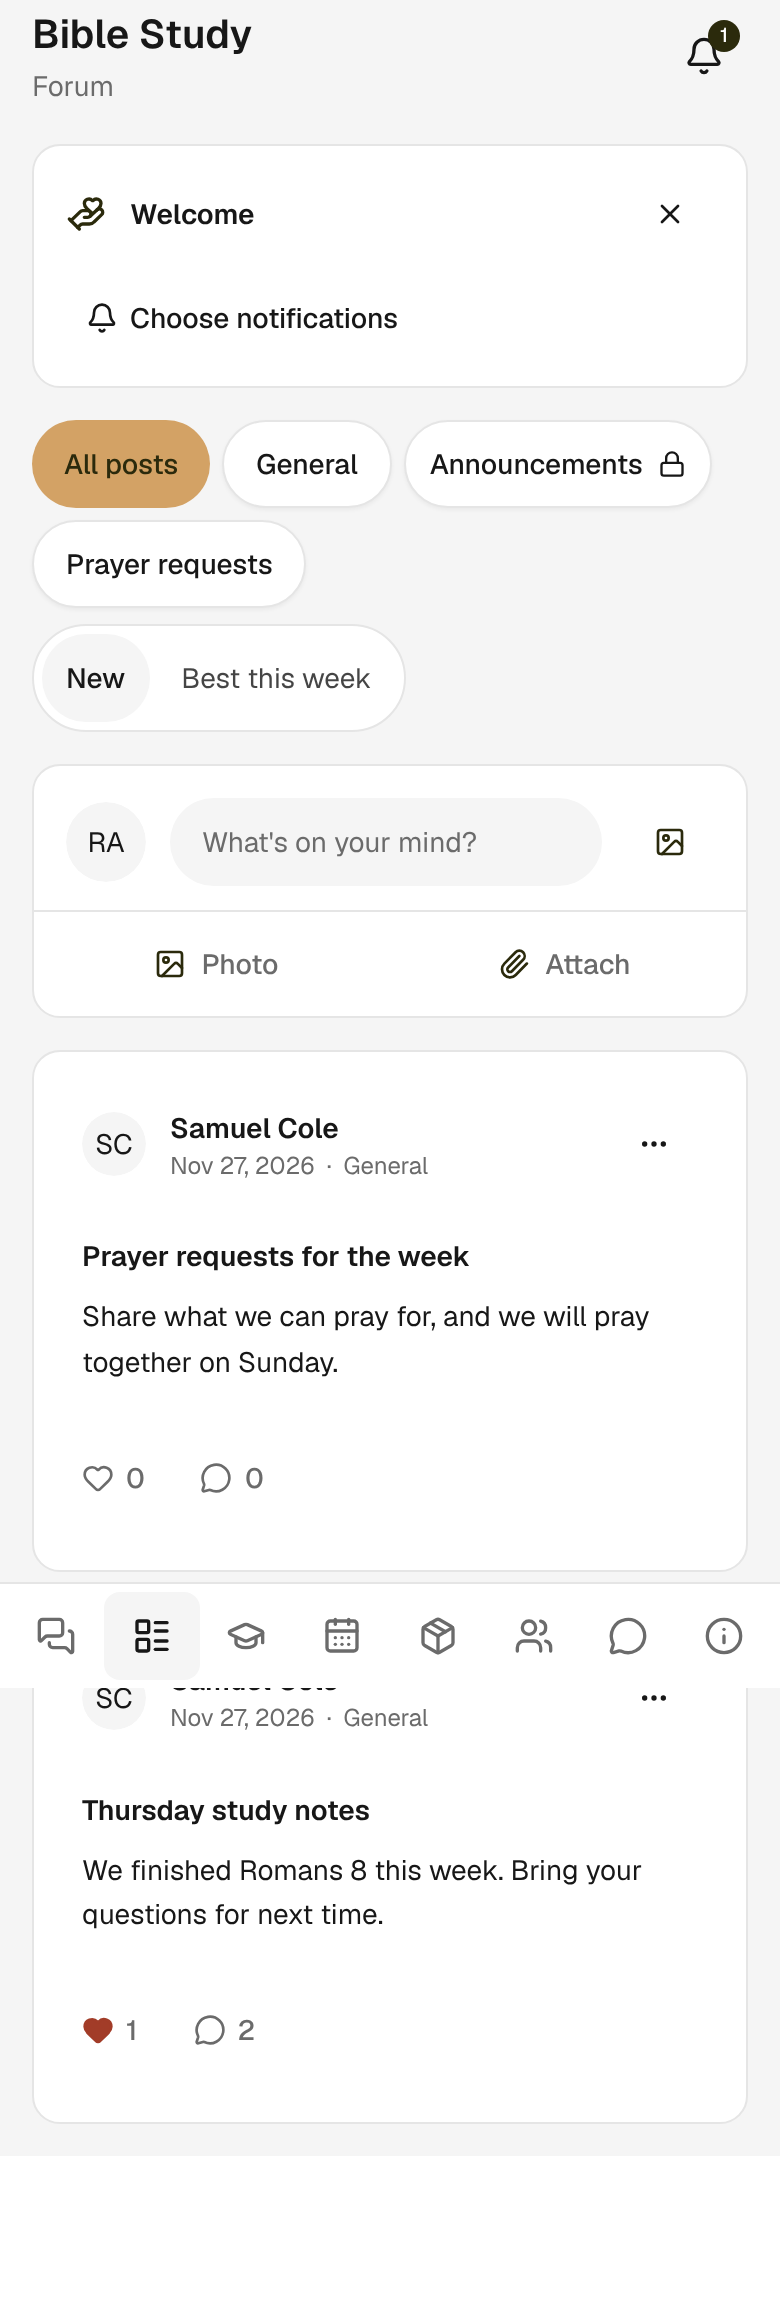 Bible Study
1
Forum
Welcome
Choose notifications
All posts
General
Announcements
Prayer requests
New
Best this week
RA
What's on your mind?
Photo
Attach
SC
Samuel Cole
Nov 27, 2026 · General
Prayer requests for the week
Share what we can pray for, and we will pray
together on Sunday.
0
0
SC
Nov 27, 2026 · General
Thursday study notes
We finished Romans 8 this week. Bring your
questions for next time.
1
2